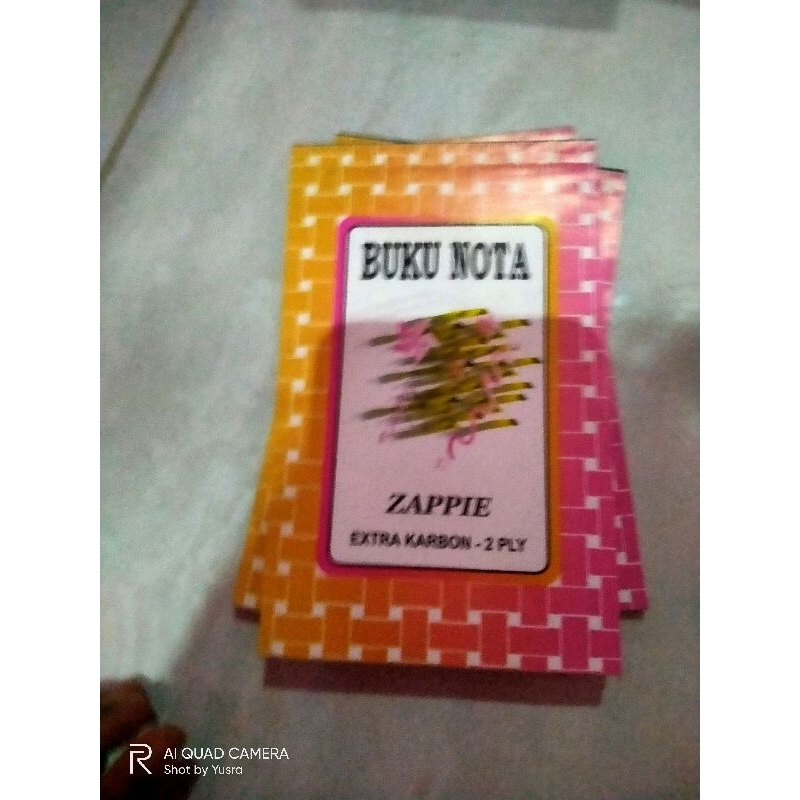 BUKU NOTA
ZAPPIE
EXTRA KARBON - 2 PLY
AI QUAD CAMERA
Shot by Yusra